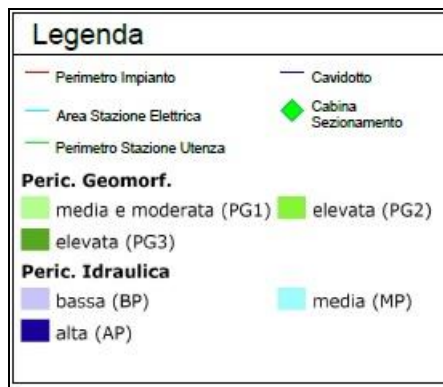 Legenda
Perimetro Impianto
Cavidotto
Area Stazione Elettrica
Cabina
Sezionamento
Perimetro Stazione Utenza
Peric. Geomorf.
media e moderata (PG1)
elevata (PG2)
elevata (PG3)
Peric. Idraulica
bassa (BP)
media (MP)
alta (AP)